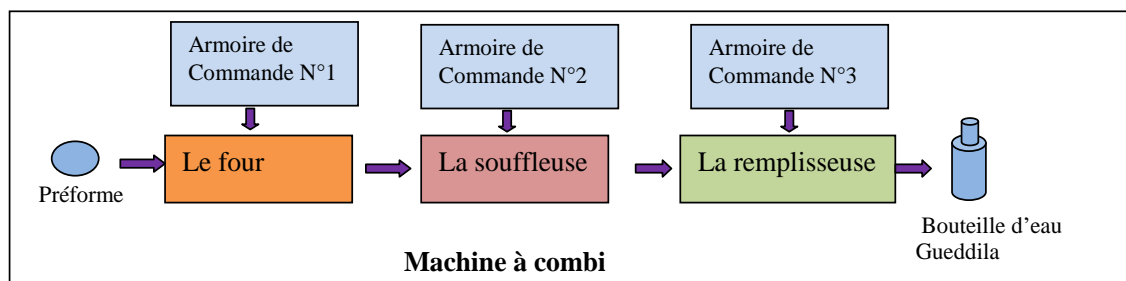 Armoire de
Commande N°1
Armoire de
Commande N°2
Armoire de
Commande N°3
Préforme
Le four
La souffleuse
La remplisseuse
Bouteille d'eau
Gueddila
Machine à combi